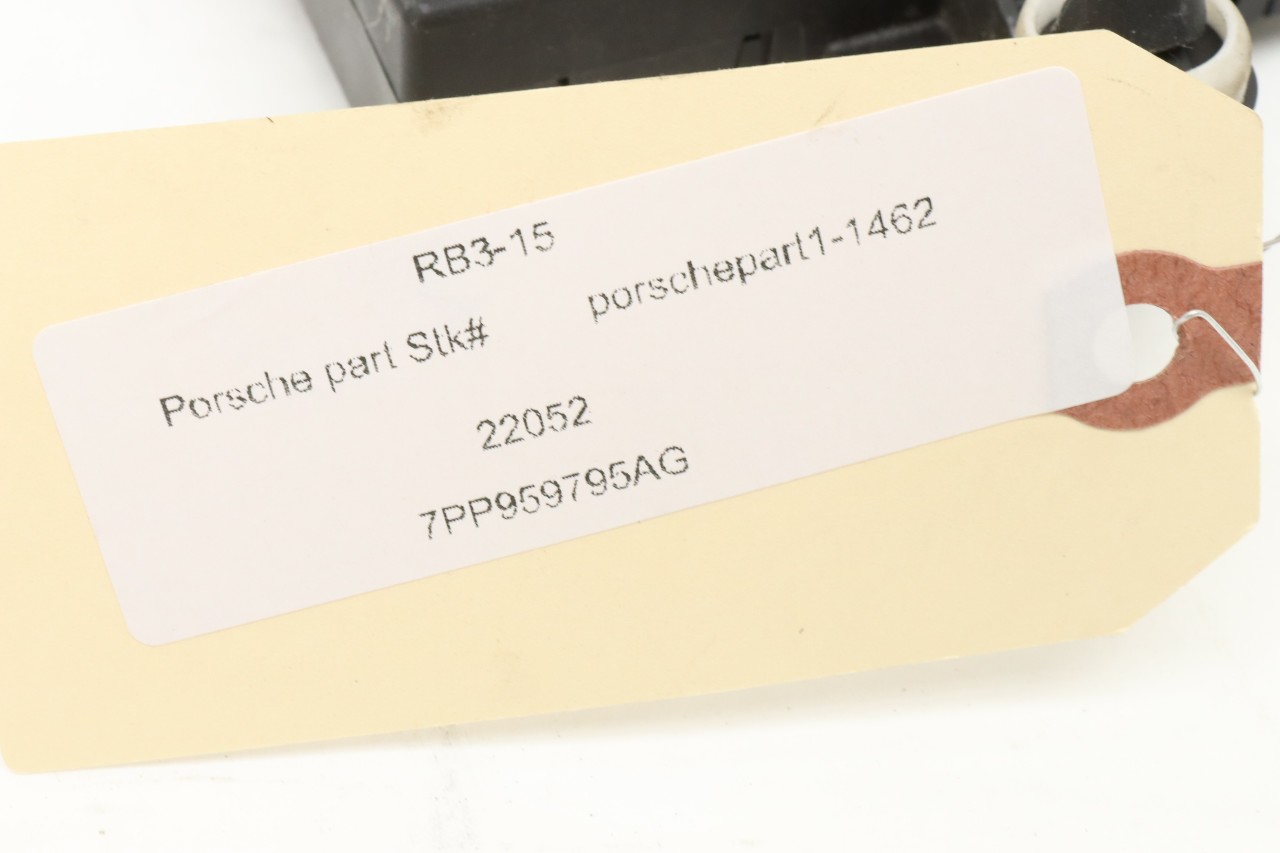 RB3-15
Porsche part Stk# porschepart1-1462
22052
7PP959795AG